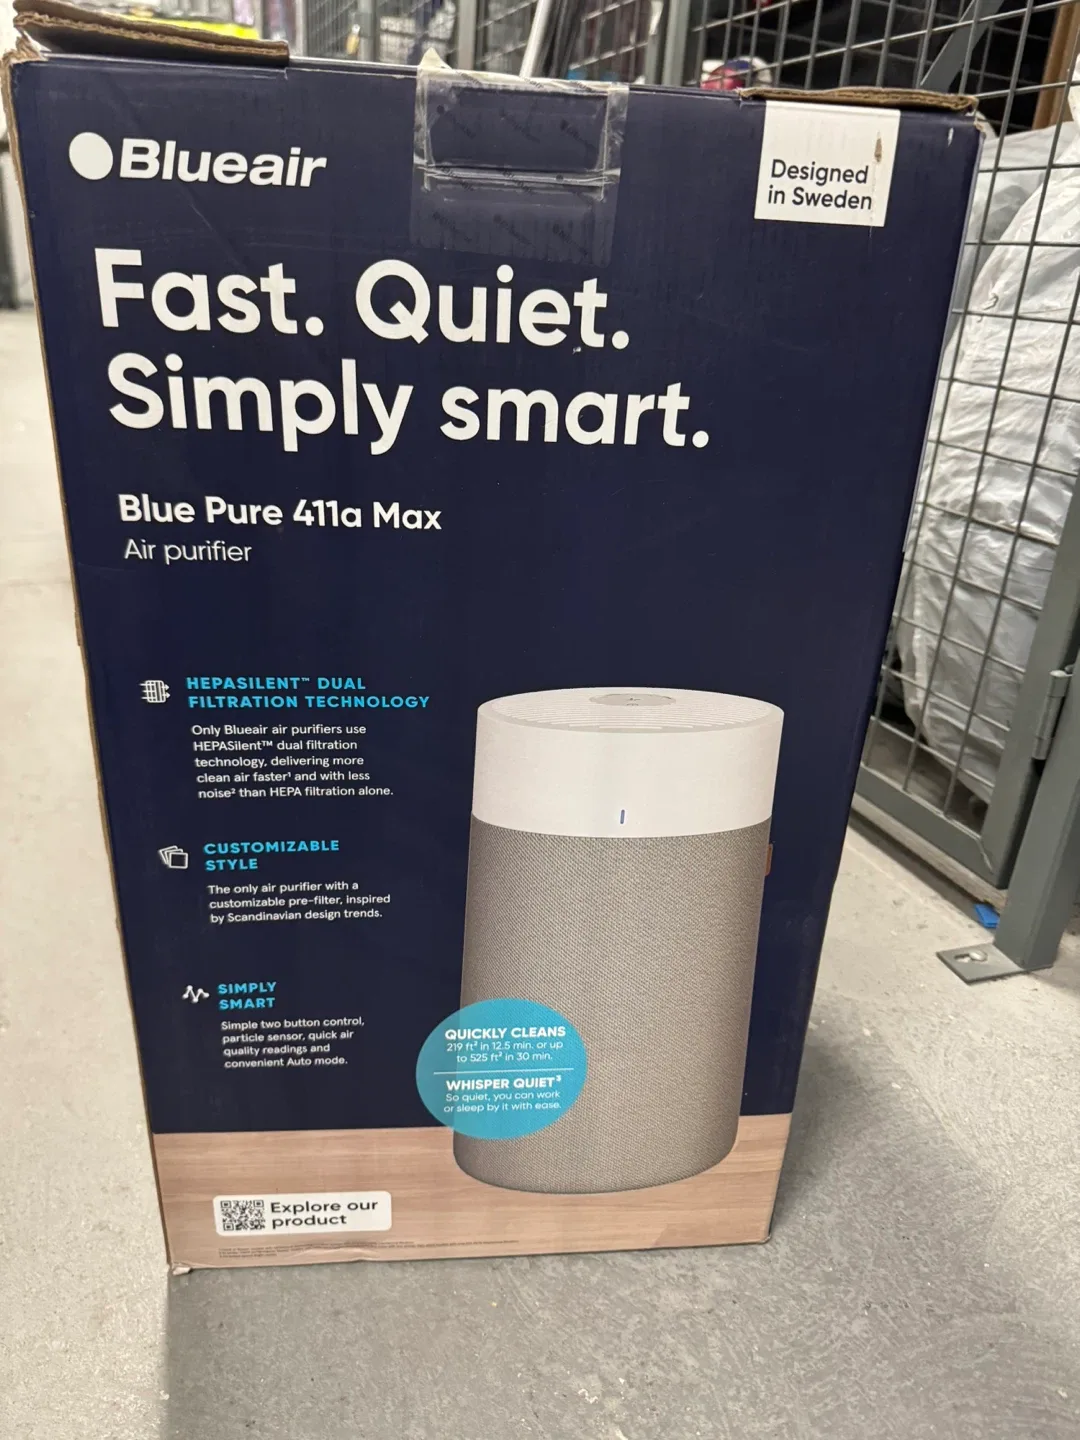 Blueair
Designed
in Sweden
Fast. Quiet.
Simply smart.
Blue Pure 411a Max
Air purifier
HEPASILENT™ DUAL
FILTRATION TECHNOLOGY
Only Blueair air purifiers use
HEPASilent™ dual filtration
technology, delivering more
clean air faster¹ and with less
noise² than HEPA filtration alone.
CUSTOMIZABLE
STYLE
The only air purifier with a
customizable pre-filter, inspired
by Scandinavian design trends.
SIMPLY
SMART
Simple two button control,
particle sensor, quick air
quality readings and
convenient Auto mode.
QUICKLY CLEANS
219 ft² in 12.5 min. or up
to 525 ft² in 30 min.
WHISPER QUIET³
So quiet, you can work
or sleep by it with ease.
Explore our
product